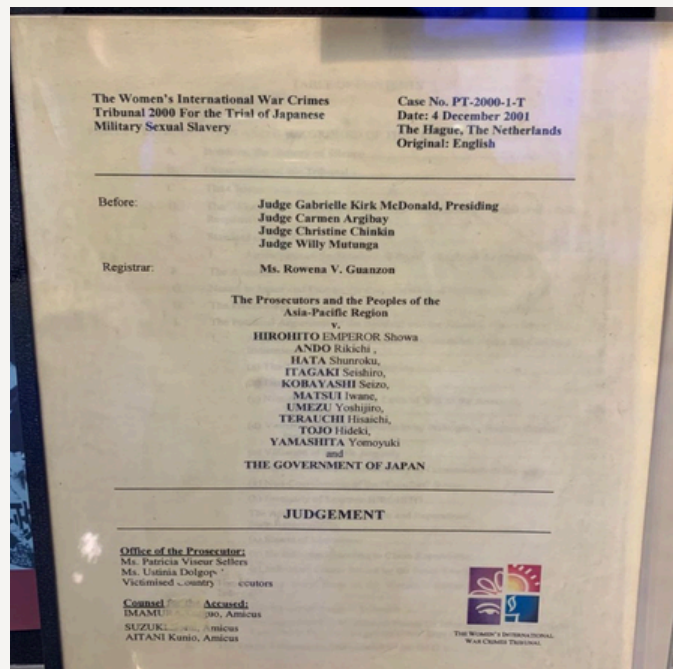 The Women's International War Crimes
Tribunal 2000 For the Trial of Japanese
Military Sexual Slavery
Case No. PT-2000-1-T
Date: 4 December 2001
The Hague, The Netherlands
Original: English
Before:
Judge Gabrielle Kirk McDonald, Presiding
Judge Carmen Argibay
Judge Christine Chinkin
Judge Willy Mutunga
Registrar:
Ms. Rowena V. Guanzon
The Prosecutors and the Peoples of the
Asia-Pacific Region
v.
HIROHITO EMPEROR Showa
ANDO Rikichi ,
HATA Shunroku,
ITAGAKI Seishiro,
KOBAYASHI Seizo,
MATSUI Iwane,
UMEZU Yoshijiro,
TERAUCHI Hisaichi,
TOJO Hideki,
YAMASHITA Yomoyuki
and
THE GOVERNMENT OF JAPAN
JUDGEMENT
Office of the Prosecutor:
Ms. Patricia Viseur Sellers
Ms. Ustinia
Victimised Country
Counsel Accused:
Amicus
Amicus
AITANI Kunio, Amicus
THE WOMEN'S INTERNATIONAL
WAR CRIMES TRIBUNAL